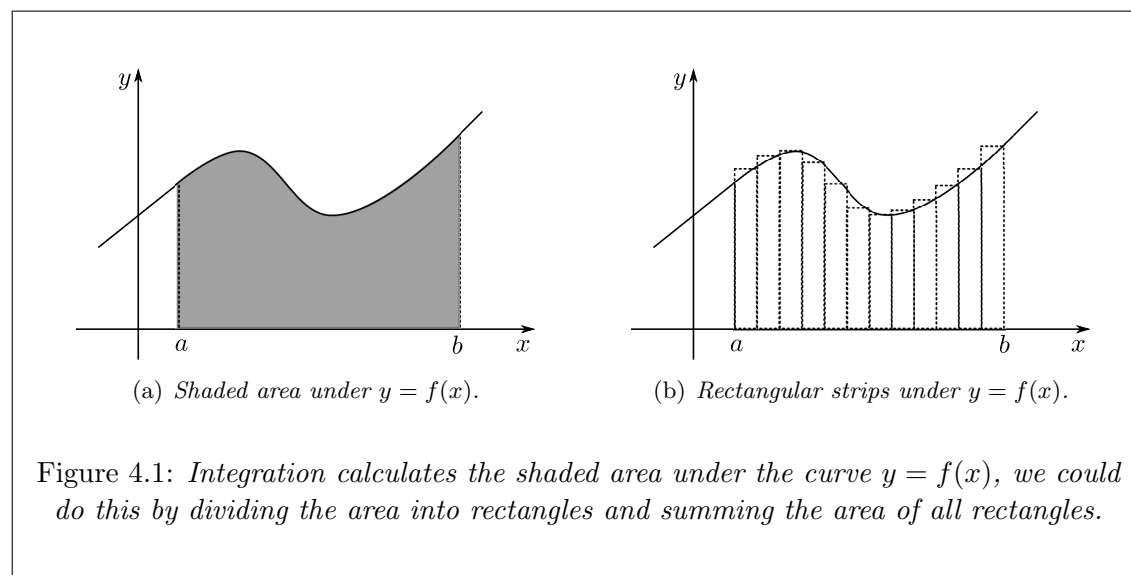 y
a
b
x
(a) Shaded area under y = f(x).
y
a
b
x
(b) Rectangular strips under y = f(x).
Figure 4.1: Integration calculates the shaded area under the curve y = f(x), we could
do this by dividing the area into rectangles and summing the area of all rectangles.